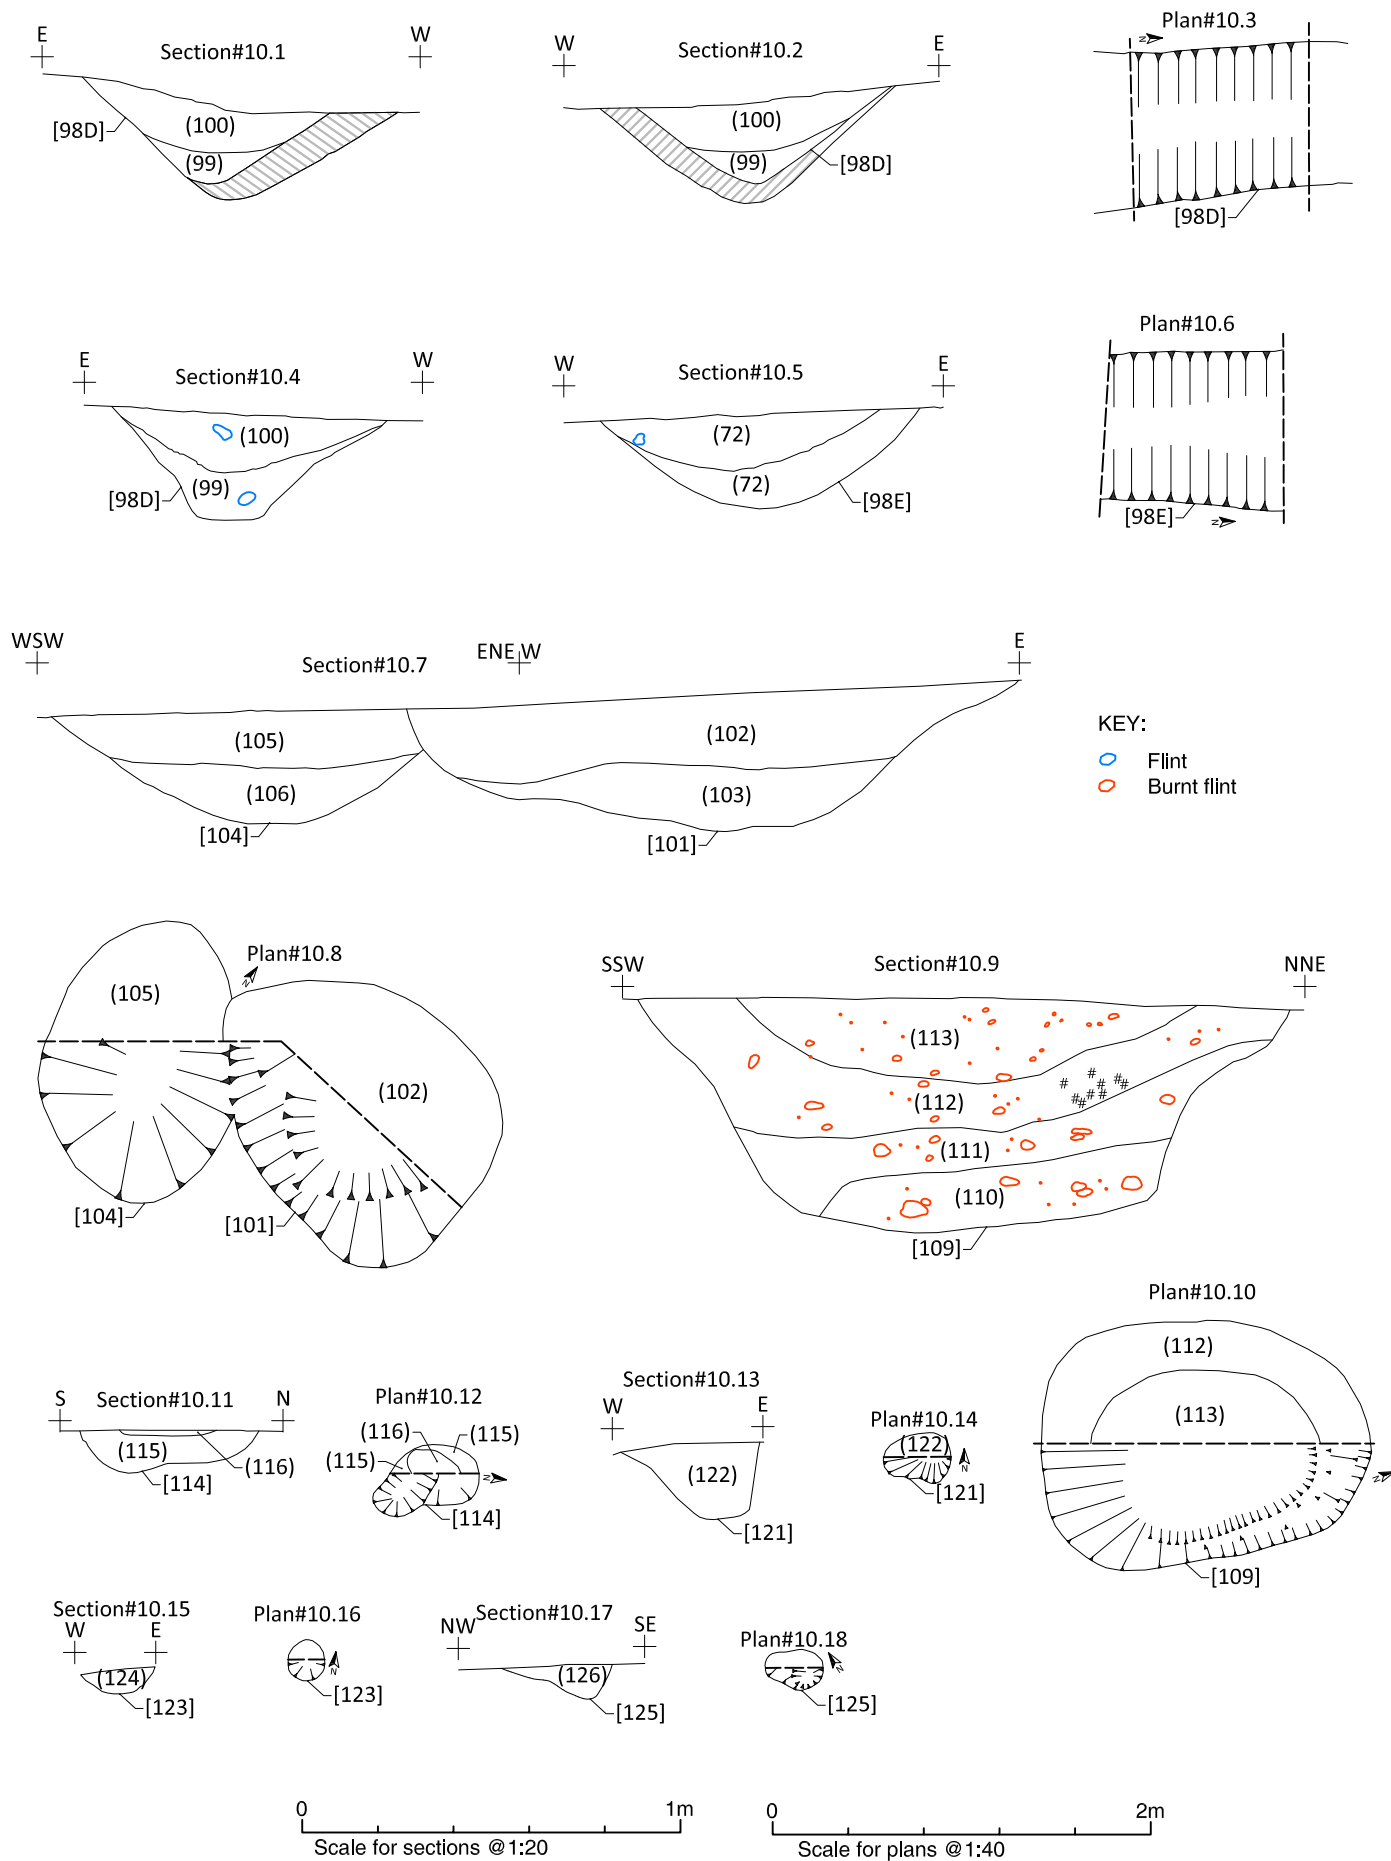 E Section#10.1 W
(100)
[98D]
(99)
W Section#10.2 E
(100)
(99)
[98D]
Plan#10.3
N
[98D]
E Section#10.4 W
(100)
(99)
[98D]
W Section#10.5 E
(72)
(72)
[98E]
Plan#10.6
[98E]
N
WSW Section#10.7 ENE W E
(105)
(102)
(106)
(103)
[104]
[101]
KEY:
Flint
Burnt flint
Plan#10.8
N
(105)
(102)
[104]
[101]
SSW Section#10.9 NNE
(113)
# # # # # # # # #
(112)
(111)
(110)
[109]
Plan#10.10
(112)
(113)
N
[109]
S Section#10.11 N
(115)
(116)
[114]
Plan#10.12
(116)
(115)
(115)
N
[114]
Section#10.13
W E
(122)
[121]
Plan#10.14
(122)
N
[121]
Section#10.15
W E
(124)
[123]
Plan#10.16
N
[123]
NW Section#10.17 SE
(126)
[125]
Plan#10.18
N
[125]
0 1m
Scale for sections @1:20
0 2m
Scale for plans @1:40